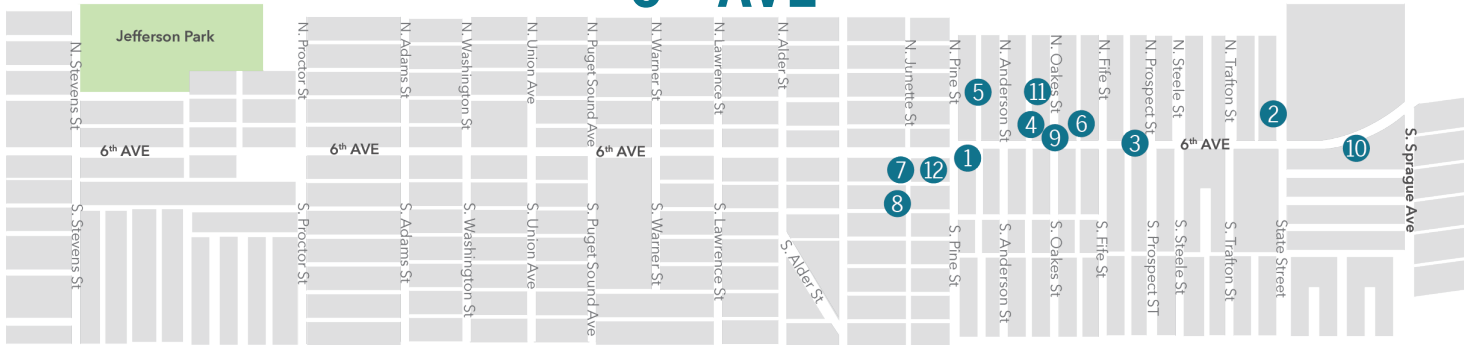 AVE
Jefferson Park
N. Stevens St
N. Proctor St
N. Adams St
N. Washington St
N. Union Ave
N. Puget Sound Ave
N. Warner St
N. Lawrence St
N. Alder St
N. Junette St
N. Pine St
N. Anderson St
N. Oakes St
N. Fife St
N. Prospect St
N. Steele St
N. Trafton St
5
11
2
4
6
9
3
6th AVE
6th AVE
6th AVE
6th AVE
10
1
7
12
8
S. Sprague Ave
S. Stevens St
S. Proctor St
S. Adams St
S. Washington St
S. Union Ave
S. Puget Sound Ave
S. Warner St
S. Lawrence St
S. Alder St
S. Pine St
S. Anderson St
S. Oakes St
S. Fife St
S. Prospect ST
S. Steele St
S. Trafton St
State Street